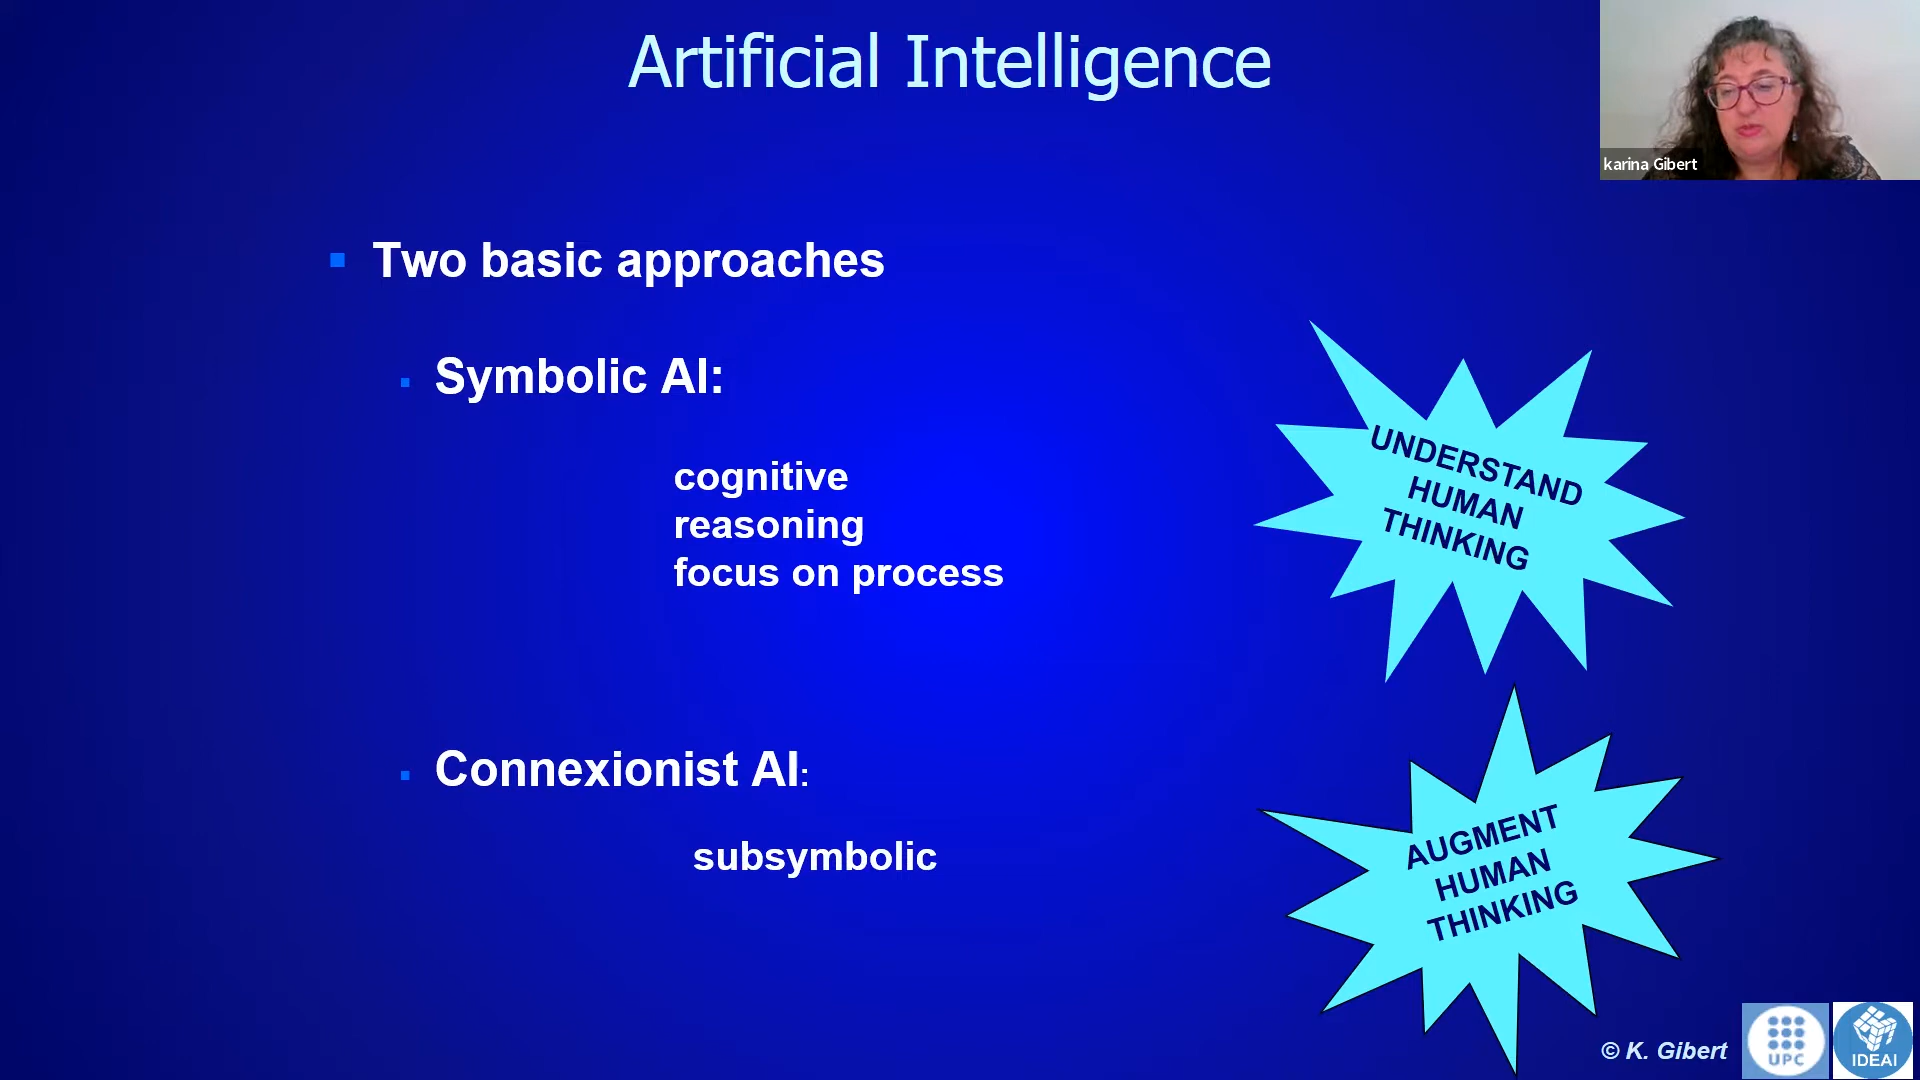 Artificial Intelligence
karina Gibert
Two basic approaches
Symbolic AI:
cognitive
reasoning
focus on process
UNDERSTAND
HUMAN
THINKING
Connexionist AI:
subsymbolic
AUGMENT
HUMAN
THINKING
© K. Gibert
UPC
IDEAI